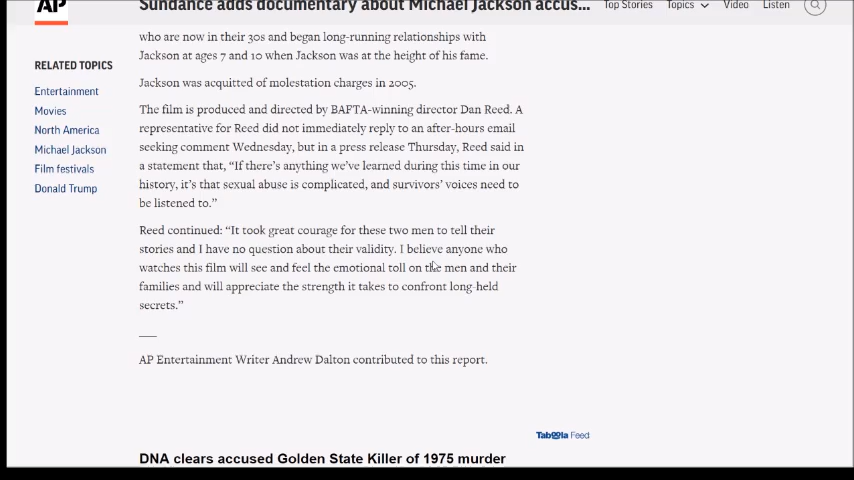 AP
Sundance adds documentary about Michael Jackson accus...
Top Stories
Topics
Video
Listen
who are now in their 30s and began long-running relationships with
Jackson at ages 7 and 10 when Jackson was at the height of his fame.
RELATED TOPICS
Entertainment
Movies
North America
Michael Jackson
Film festivals
Donald Trump
Jackson was acquitted of molestation charges in 2005.
The film is produced and directed by BAFTA-winning director Dan Reed. A
representative for Reed did not immediately reply to an after-hours email
seeking comment Wednesday, but in a press release Thursday, Reed said in
a statement that, “If there’s anything we’ve learned during this time in our
history, it’s that sexual abuse is complicated, and survivors’ voices need to
be listened to.”
Reed continued: “It took great courage for these two men to tell their
stories and I have no question about their validity. I believe anyone who
watches this film will see and feel the emotional toll on the men and their
families and will appreciate the strength it takes to confront long-held
secrets.”
AP Entertainment Writer Andrew Dalton contributed to this report.
Taboola Feed
DNA clears accused Golden State Killer of 1975 murder